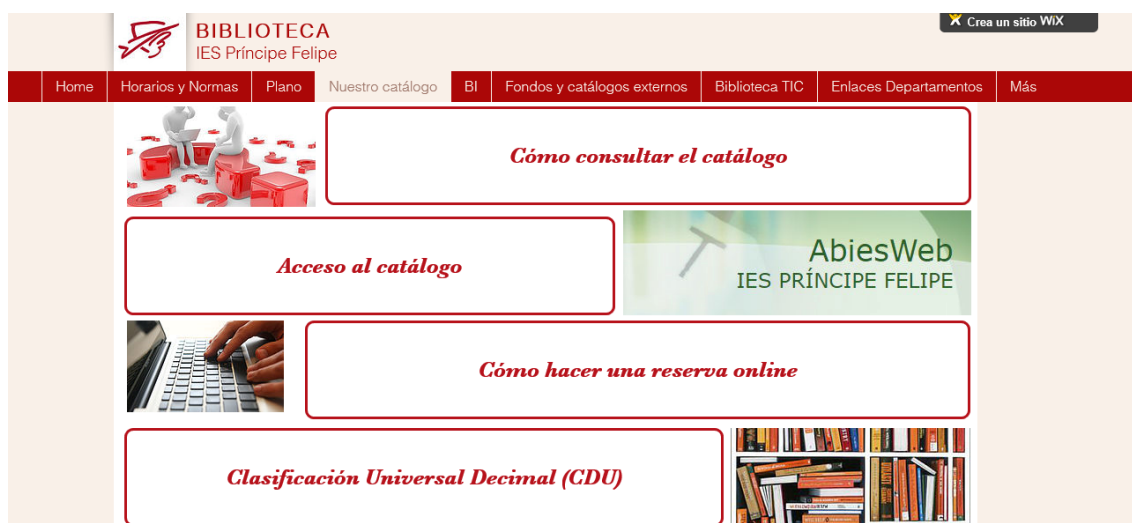 Crea un sitio WiX
BIBLIOTECA
IES Príncipe Felipe
Home
Horarios y Normas
Plano
Nuestro catálogo
BI
Fondos y catálogos externos
Biblioteca TIC
Enlaces Departamentos
Más
Cómo consultar el catálogo
Acceso al catálogo
AbiesWeb
IES PRÍNCIPE FELIPE
Cómo hacer una reserva online
Clasificación Universal Decimal (CDU)